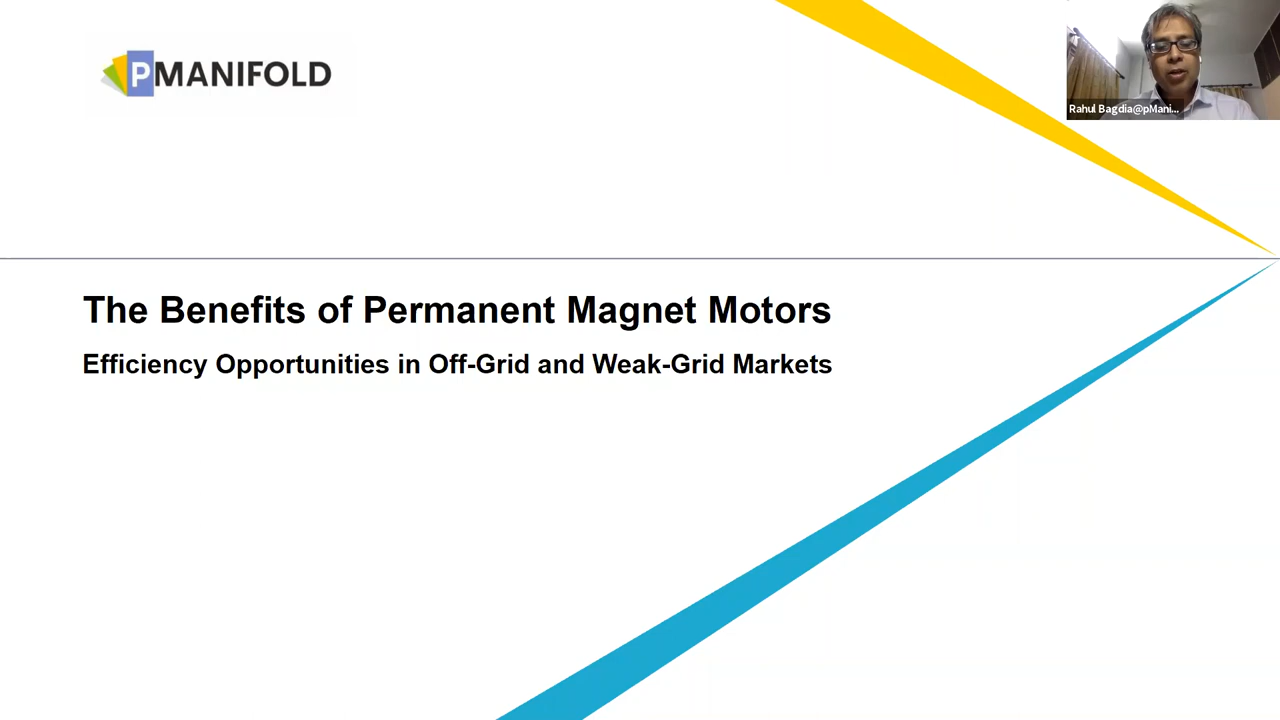 PMANIFOLD
Rahul Bagdia@pMani...
The Benefits of Permanent Magnet Motors
Efficiency Opportunities in Off-Grid and Weak-Grid Markets